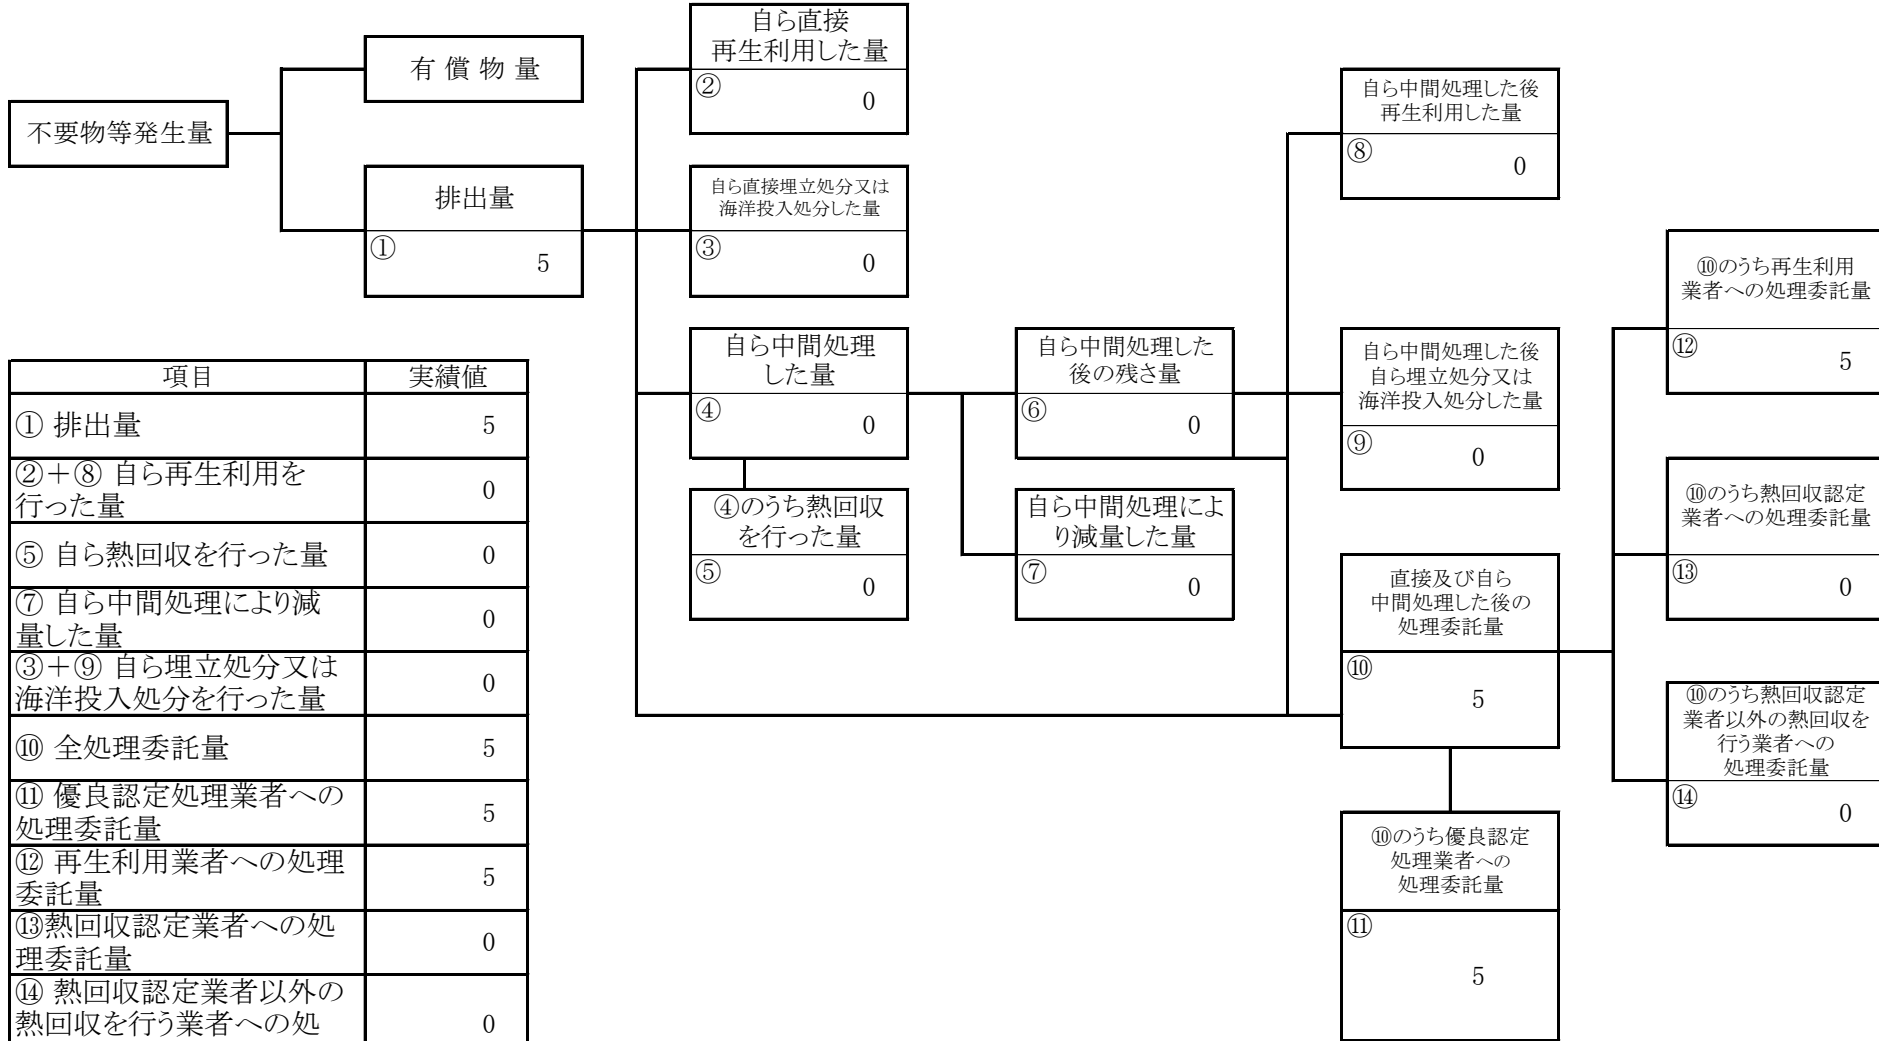 不要物等発生量
有 償 物 量
排出量
①
5
自ら直接
再生利用した量
②
0
自ら直接埋立処分又は
海洋投入処分した量
③
0
自ら中間処理
した量
④
0
④のうち熱回収
を行った量
⑤
0
自ら中間処理した
後の残さ量
⑥
0
自ら中間処理によ
り減量した量
⑦
0
自ら中間処理した後
再生利用した量
⑧
0
自ら中間処理した後
自ら埋立処分又は
海洋投入処分した量
⑨
0
直接及び自ら
中間処理した後の
処理委託量
⑩
5
⑩のうち優良認定
処理業者への
処理委託量
⑪
5
⑩のうち再生利用
業者への処理委託量
⑫
5
⑩のうち熱回収認定
業者への処理委託量
⑬
0
⑩のうち熱回収認定
業者以外の熱回収を
行う業者への
処理委託量
⑭
0
項目 実績値
① 排出量 5
②＋⑧ 自ら再生利用を
行った量 0
⑤ 自ら熱回収を行った量 0
⑦ 自ら中間処理により減
量した量 0
③＋⑨ 自ら埋立処分又は
海洋投入処分を行った量 0
⑩ 全処理委託量 5
⑪ 優良認定処理業者への
処理委託量 5
⑫ 再生利用業者への処理
委託量 5
⑬熱回収認定業者への処
理委託量 0
⑭ 熱回収認定業者以外の
熱回収を行う業者への処 0